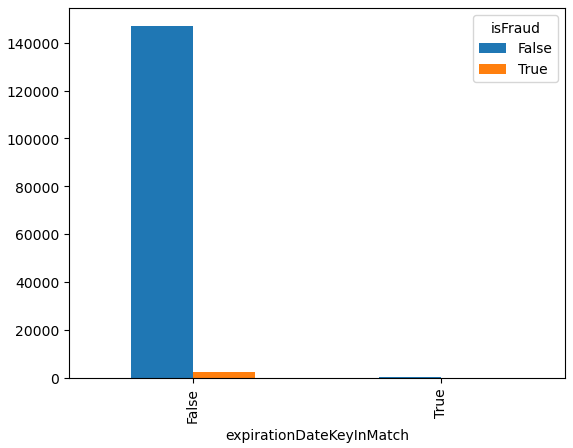 isFraud
False
True
140000
120000
100000
80000
60000
40000
20000
0
False
True
expirationDateKeyInMatch